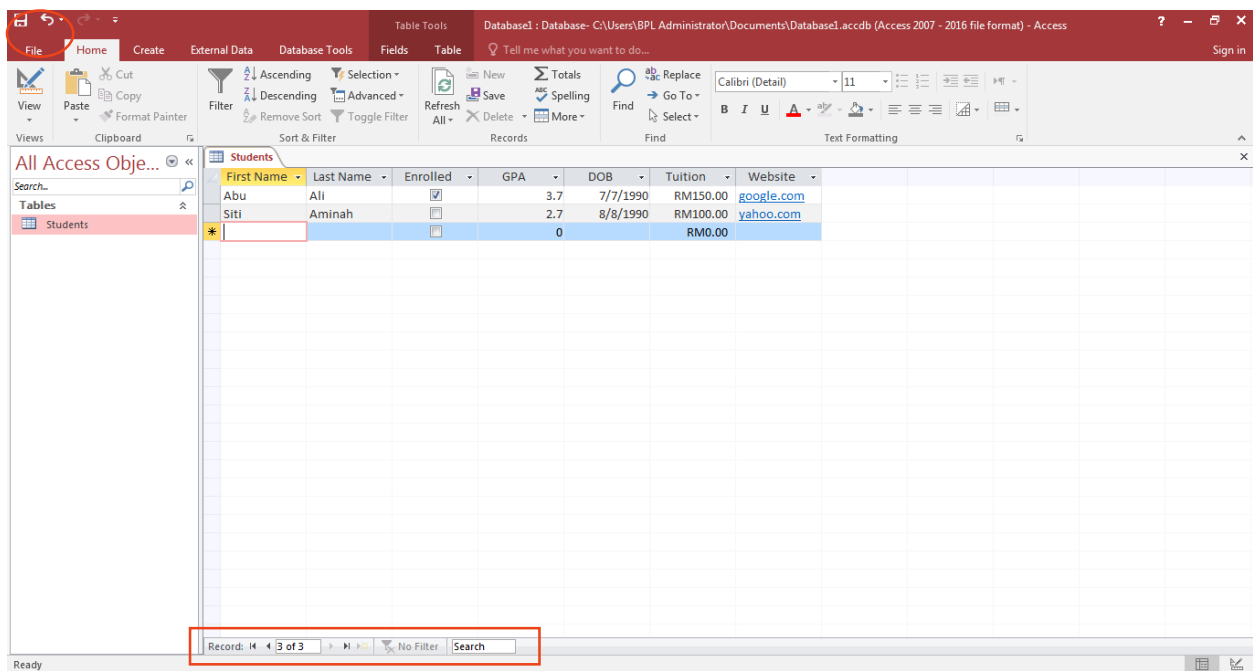 Table Tools Database1 : Database- C:\Users\BPL Administrator\Documents\Database1.accdb (Access 2007 - 2016 file format) - Access ?
File Home Create External Data Database Tools Fields Table Tell me what you want to do... Sign in
Cut Ascending Selection New Totals Replace Calibri (Detail) 11
Copy Descending Advanced Save Spelling Go To
View Paste Format Painter Filter Remove Sort Toggle Filter Refresh All Delete More Find Select B I U A
Views Clipboard Sort & Filter Records Find Text Formatting
All Access Obje... Students
Search...
First Name Last Name Enrolled GPA DOB Tuition Website
Tables Abu Ali 3.7 7/7/1990 RM150.00 google.com
Students Siti Aminah 2.7 8/8/1990 RM100.00 yahoo.com
0 RM0.00
Record: 3 of 3 No Filter Search
Ready